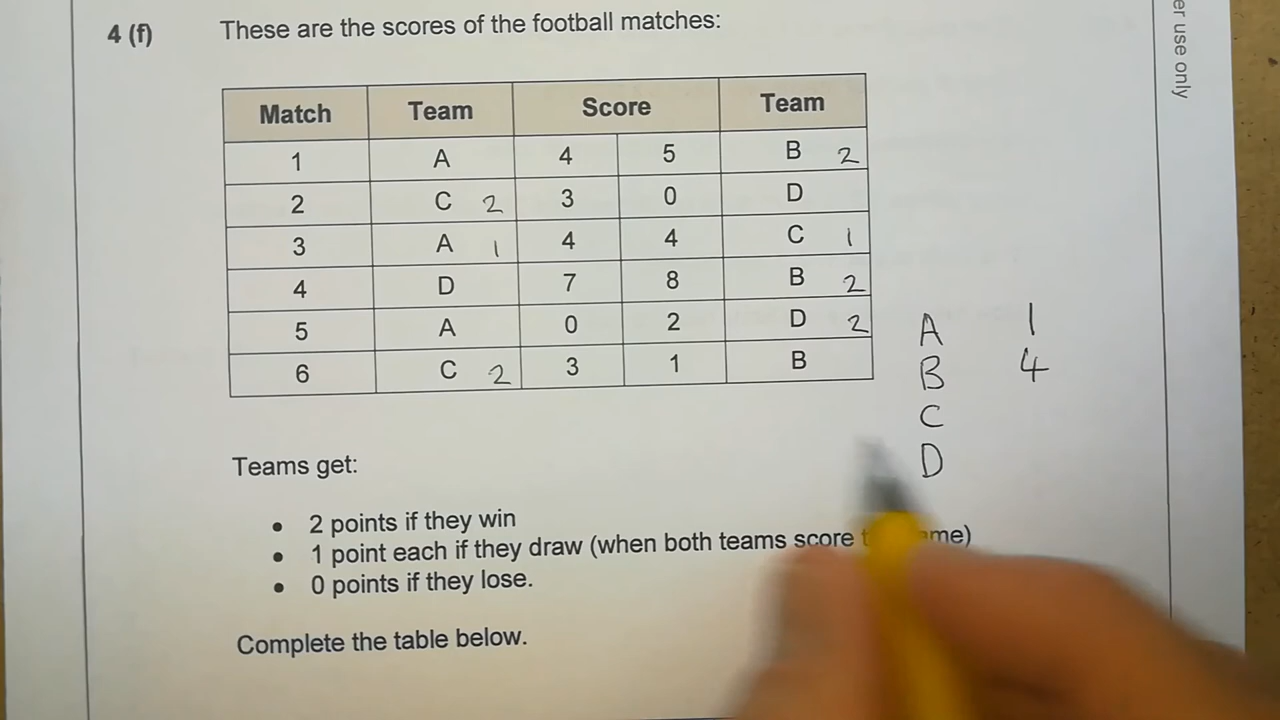 4 (f) These are the scores of the football matches:
Match Team Score Team
1 A 4 5 B 2
2 C 2 3 0 D
3 A 1 4 4 C 1
4 D 7 8 B 2
5 A 0 2 D 2
6 C 2 3 1 B
A 1
B 4
C
D
Teams get:
• 2 points if they win
• 1 point each if they draw (when both teams score
• 0 points if they lose.
Complete the table below.
use only